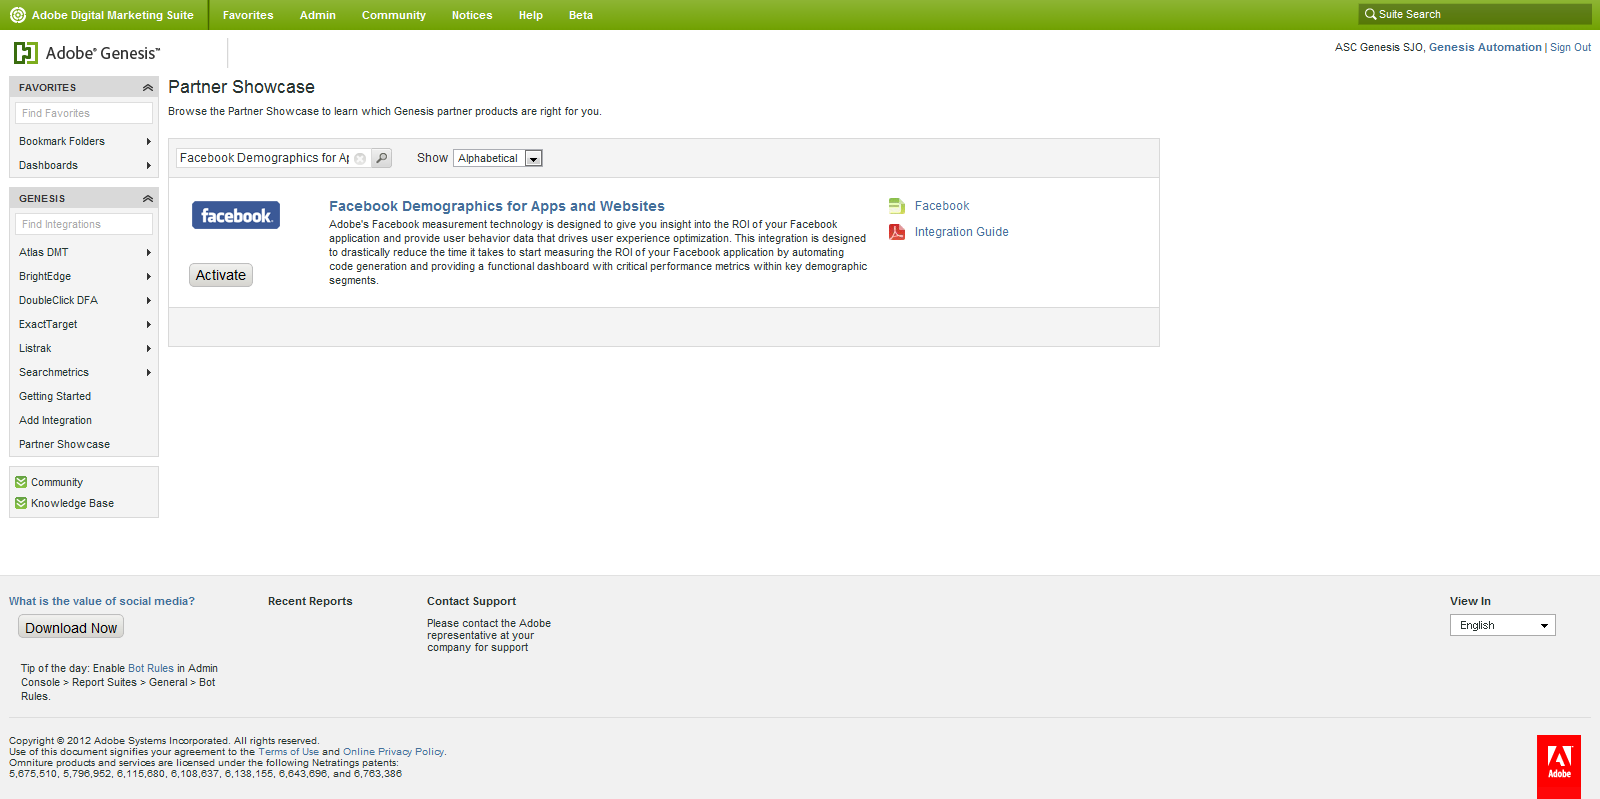 Adobe Digital Marketing Suite Favorites Admin Community Notices Help Beta Suite Search
Adobe® Genesis™
ASC Genesis SJO, Genesis Automation | Sign Out
FAVORITES
Find Favorites
Bookmark Folders
Dashboards
GENESIS
Find Integrations
Atlas DMT
BrightEdge
DoubleClick DFA
ExactTarget
Listrak
Searchmetrics
Getting Started
Add Integration
Partner Showcase
Community
Knowledge Base
Partner Showcase
Browse the Partner Showcase to learn which Genesis partner products are right for you.
Facebook Demographics for Ap Show Alphabetical
facebook.
Activate
Facebook Demographics for Apps and Websites
Adobe's Facebook measurement technology is designed to give you insight into the ROI of your Facebook
application and provide user behavior data that drives user experience optimization. This integration is designed
to drastically reduce the time it takes to start measuring the ROI of your Facebook application by automating
code generation and providing a functional dashboard with critical performance metrics within key demographic
segments.
Facebook
Integration Guide
What is the value of social media?
Download Now
Tip of the day: Enable Bot Rules in Admin
Console > Report Suites > General > Bot
Rules.
Recent Reports
Contact Support
Please contact the Adobe
representative at your
company for support
View In
English
Copyright © 2012 Adobe Systems Incorporated. All rights reserved.
Use of this document signifies your agreement to the Terms of Use and Online Privacy Policy.
Omniture products and services are licensed under the following Netratings patents:
5,675,510, 5,796,952, 6,115,680, 6,108,637, 6,138,155, 6,643,696, and 6,763,386
Adobe